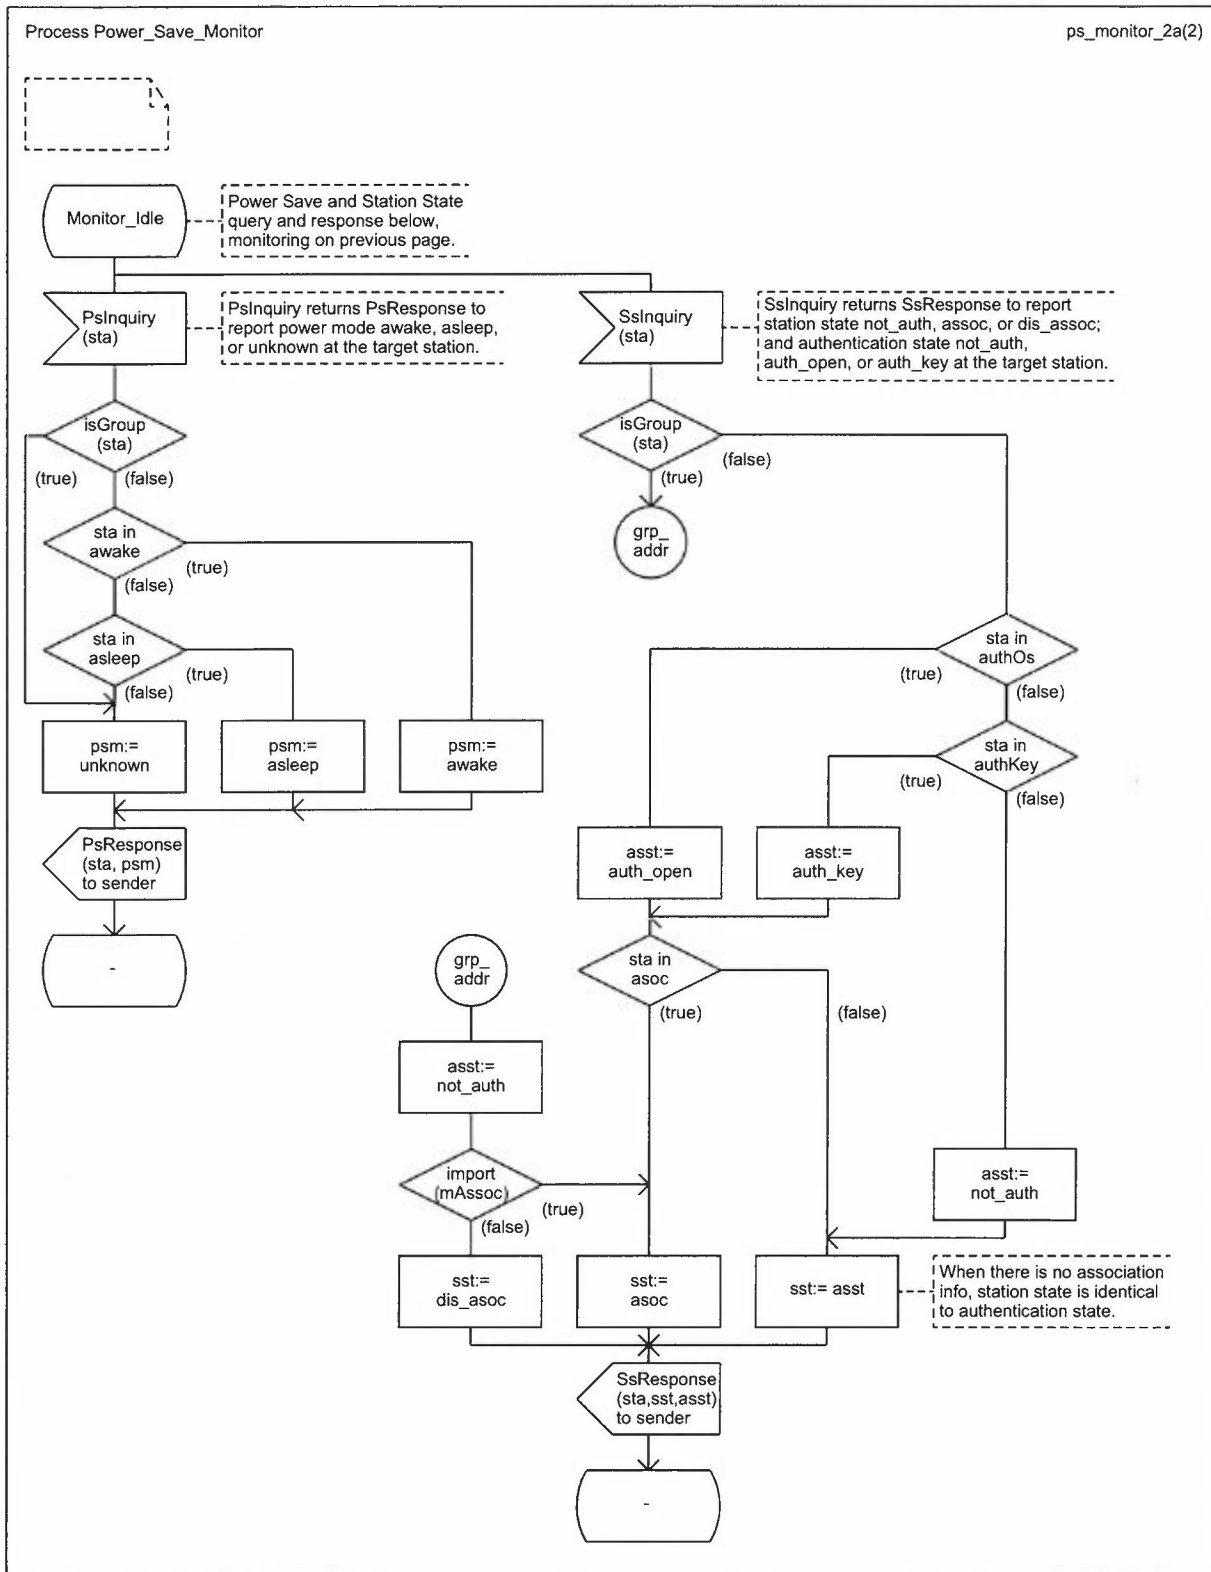 Process Power_Save_Monitor
ps_monitor_2a(2)
Monitor_Idle
Power Save and Station State
query and response below,
monitoring on previous page.
PsInquiry
(sta)
PsInquiry returns PsResponse to
report power mode awake, asleep,
or unknown at the target station.
SsInquiry
(sta)
SsInquiry returns SsResponse to report
station state not_auth, assoc, or dis_assoc;
and authentication state not_auth,
auth_open, or auth_key at the target station.
isGroup
(sta)
(true)
(false)
isGroup
(sta)
(false)
(true)
grp_
addr
sta in
awake
(true)
(false)
sta in
asleep
(true)
(false)
sta in
authOs
(true)
(false)
psm:=
unknown
psm:=
asleep
psm:=
awake
sta in
authKey
(true)
(false)
PsResponse
(sta, psm)
to sender
asst:=
auth_open
asst:=
auth_key
-
grp_
addr
sta in
asoc
(true)
(false)
asst:=
not_auth
import
(mAssoc)
(true)
(false)
asst:=
not_auth
sst:=
dis_asoc
sst:=
asoc
sst:= asst
When there is no association
info, station state is identical
to authentication state.
SsResponse
(sta,sst,asst)
to sender
-